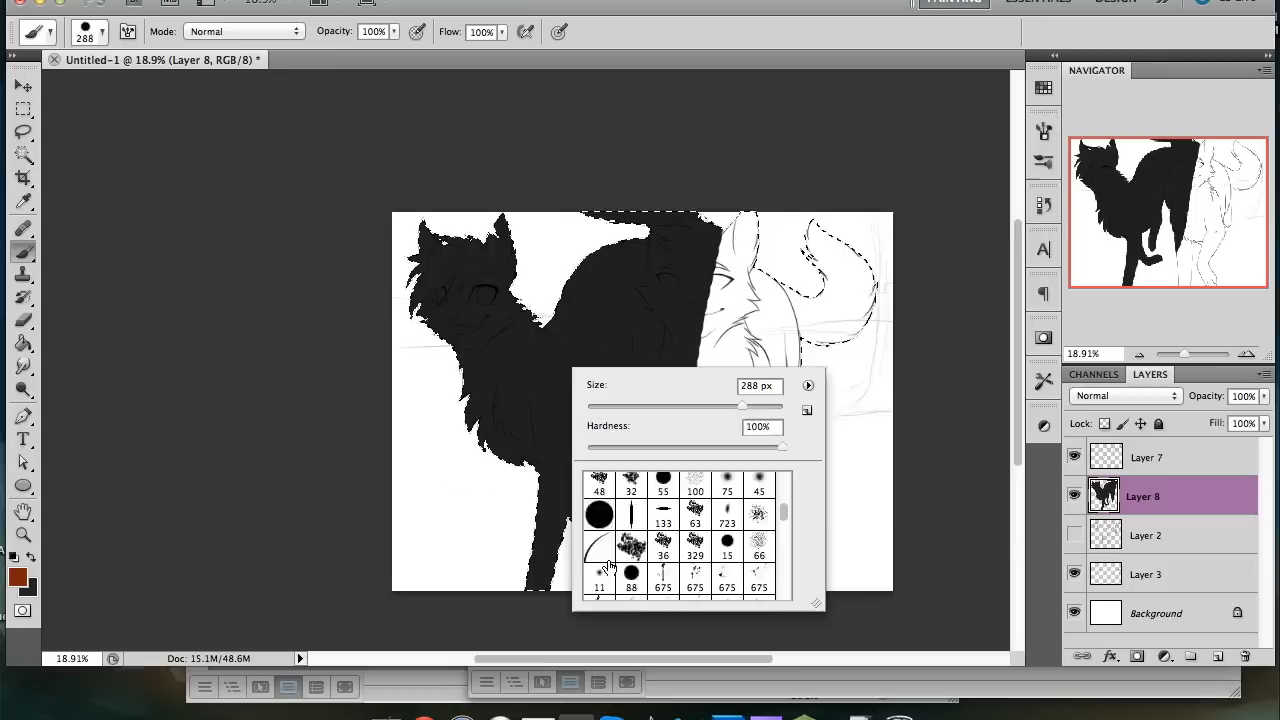 PAINTING ESSENTIALS DESIGN
288 Mode: Normal Opacity: 100% Flow: 100%
Untitled-1 @ 18.9% (Layer 8, RGB/8) *
NAVIGATOR
18.91%
CHANNELS LAYERS
Normal Opacity: 100%
Lock: Fill: 100%
Layer 7
Layer 8
Layer 2
Layer 3
Background
Size: 288 px
Hardness: 100%
48 32 55 100 75 45
133 63 723
36 329 15 66
11 88 675 675 675 675
18.91% Doc: 15.1M/48.6M